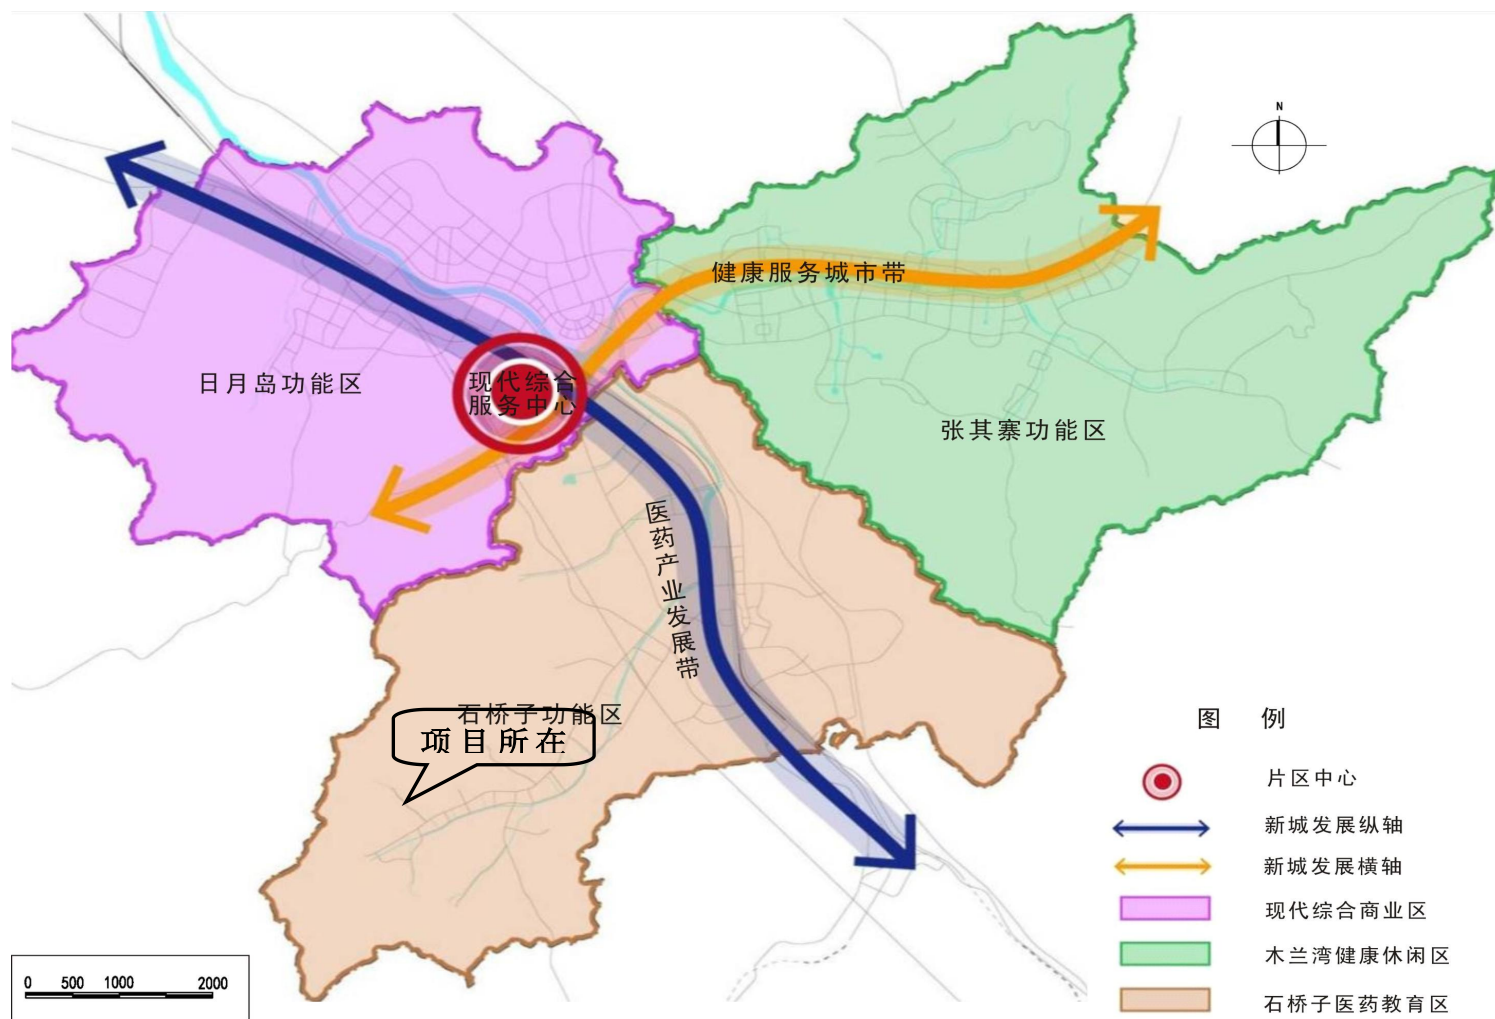 N
健康服务城市带
日月岛功能区
现代综合
服务中心
张其寨功能区
医药产业发展带
石桥子功能区
项目所在
图 例
片区中心
新城发展纵轴
新城发展横轴
现代综合商业区
木兰湾健康休闲区
石桥子医药教育区
0 500 1000 2000